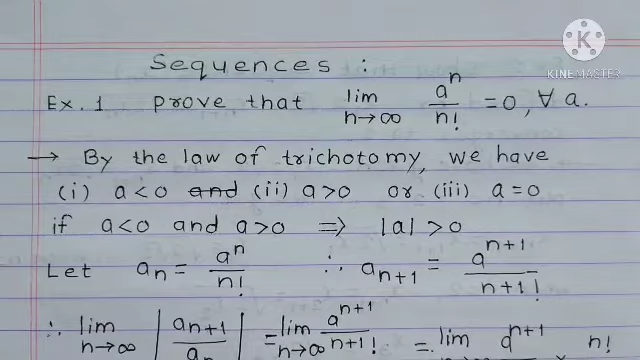 KINEMASTER
Sequences :
Ex. 1 prove that lim n→∞ a^n/n! = 0, ∀ a.
→ By the law of trichotomy, we have
(i) a<0 and (ii) a>0 or (iii) a=0
if a<0 and a>0 ⇒ |a|>0
Let a_n = a^n/n! ∴ a_{n+1} = a^{n+1}/n+1!
∴ lim n→∞ |a_{n+1}/a_n| = lim n→∞ a^{n+1}/n+1! = lim a^{n+1} n!